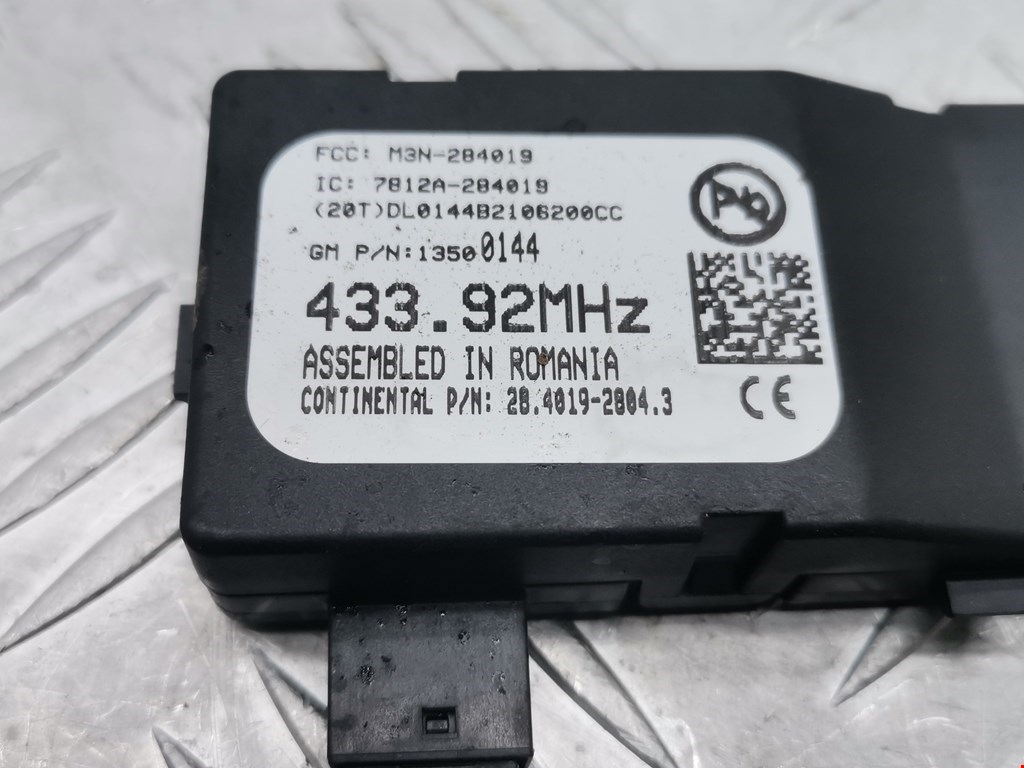 FCC: M3N-284019
IC: 7812A-284019
(20T)DL0144B2106200CC
GM P/N:13500144
433.92MHz
ASSEMBLED IN ROMANIA
CONTINENTAL P/N: 28.4019-2804.3
Pb
CE